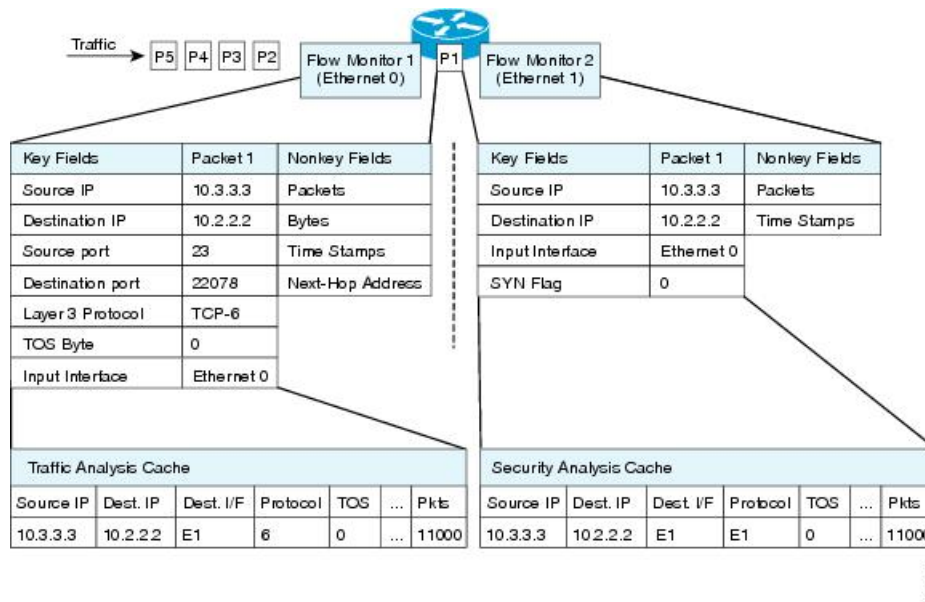 Traffic
P5 P4 P3 P2
Flow Monitor 1
(Ethernet 0)
P1
Flow Monitor 2
(Ethernet 1)
Key Fields Packet 1 Nonkey Fields
Source IP 10.3.3.3 Packets
Destination IP 10.2.2.2 Bytes
Source port 23 Time Stamps
Destination port 22078 Next-Hop Address
Layer 3 Protocol TCP-6
TOS Byte 0
Input Interface Ethernet 0
Key Fields Packet 1 Nonkey Fields
Source IP 10.3.3.3 Packets
Destination IP 10.2.2.2 Time Stamps
Input Interface Ethernet 0
SYN Flag 0
Traffic Analysis Cache
Source IP Dest. IP Dest. I/F Protocol TOS ... Pkts
10.3.3.3 10.2.2.2 E1 6 0 ... 11000
Security Analysis Cache
Source IP Dest. IP Dest. I/F Protocol TOS ... Pkts
10.3.3.3 10.2.2.2 E1 E1 0 ...